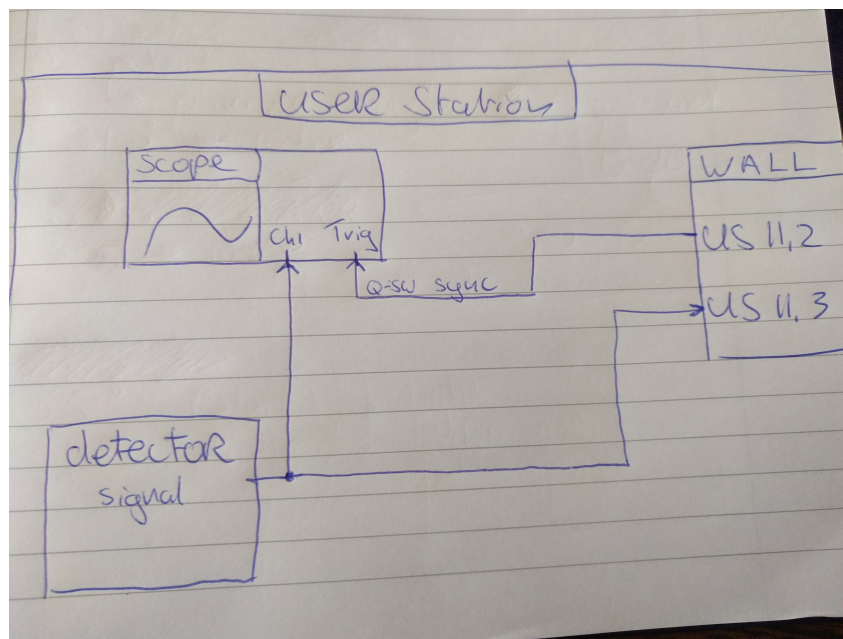 USER Station
scope
WALL
Ch1 Trig
US 11,2
Q-sw sync
US 11,3
detector
signal